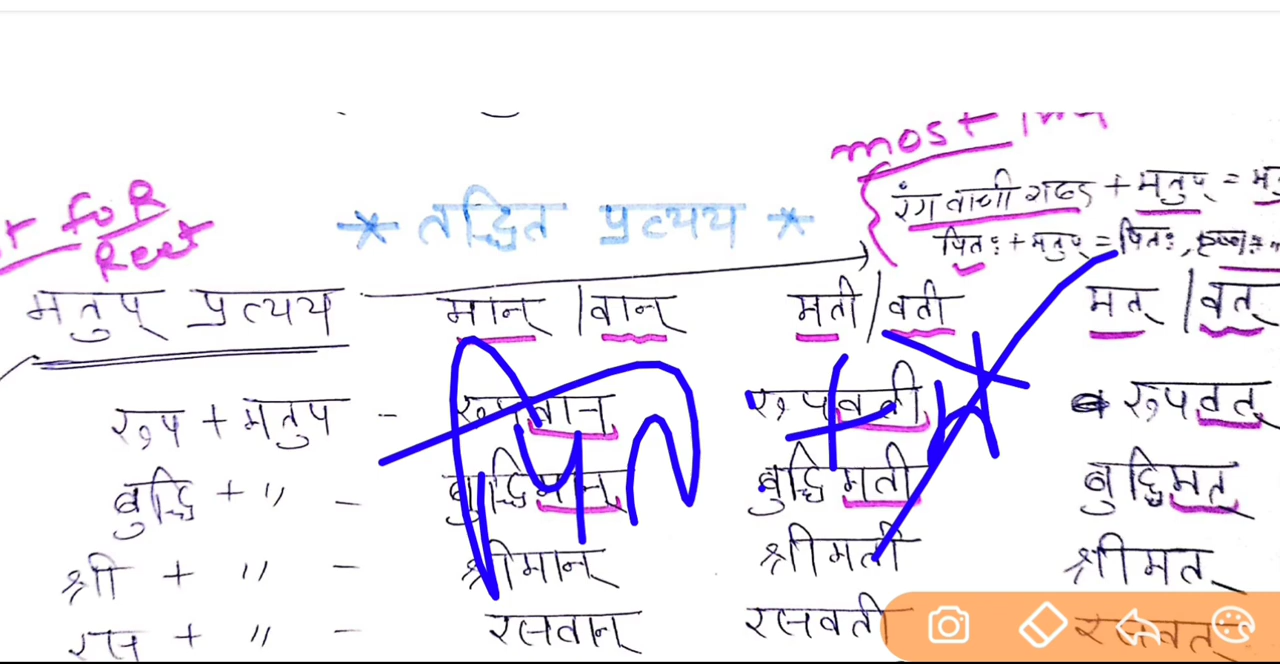 most
for
Reet
रंग वाची शब्द + मतुप् =
* तद्धित प्रत्यय *
पित: + मतुप् = पित:,
मतुप् प्रत्यय मान् / वान् मती / वती मत् / वत्
रूप + मतुप - रूपवान् रूपवती रूपवत्
बुद्धि + " - बुद्धिमान् बुद्धिमती बुद्धिमत्
श्री + " - श्रीमान् श्रीमती श्रीमत्
रस + " - रसवान् रसवती रसवत्